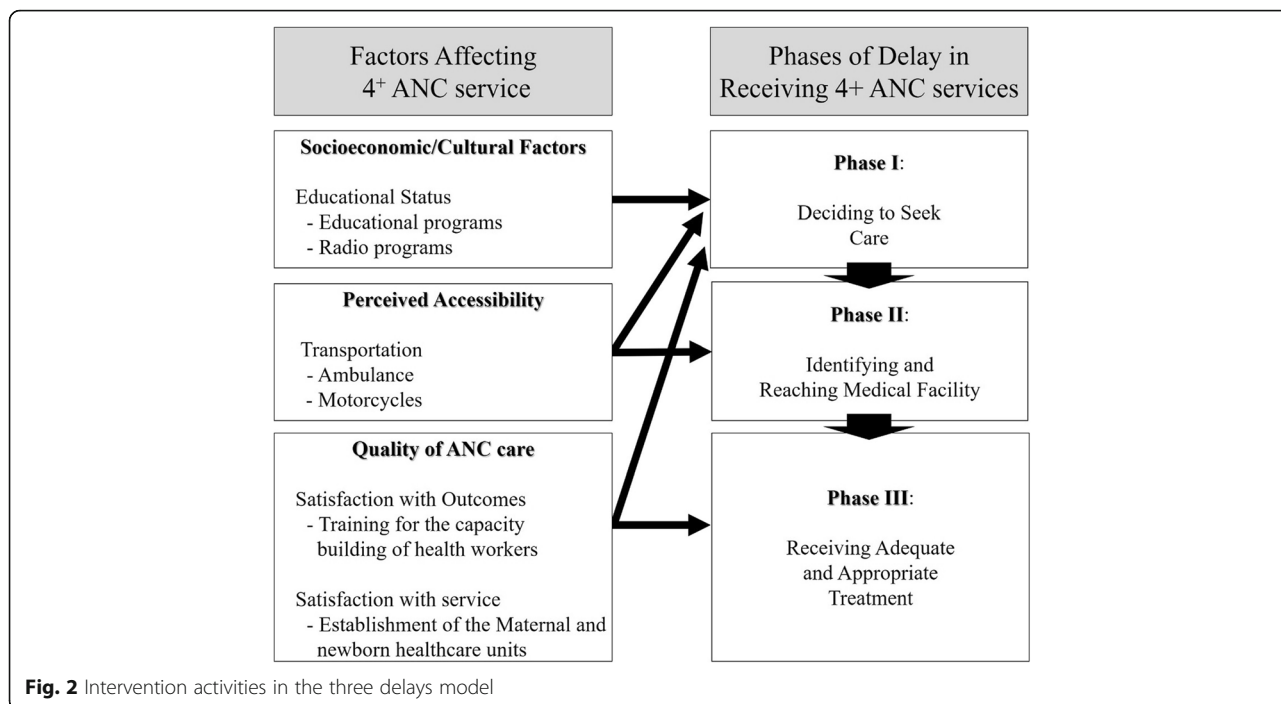 Factors Affecting
4+ ANC service
Phases of Delay in
Receiving 4+ ANC services
Socioeconomic/Cultural Factors
Educational Status
- Educational programs
- Radio programs
Perceived Accessibility
Transportation
- Ambulance
- Motorcycles
Quality of ANC care
Satisfaction with Outcomes
- Training for the capacity
building of health workers
Satisfaction with service
- Establishment of the Maternal and
newborn healthcare units
Phase I:
Deciding to Seek
Care
Phase II:
Identifying and
Reaching Medical Facility
Phase III:
Receiving Adequate
and Appropriate
Treatment
Fig. 2 Intervention activities in the three delays model